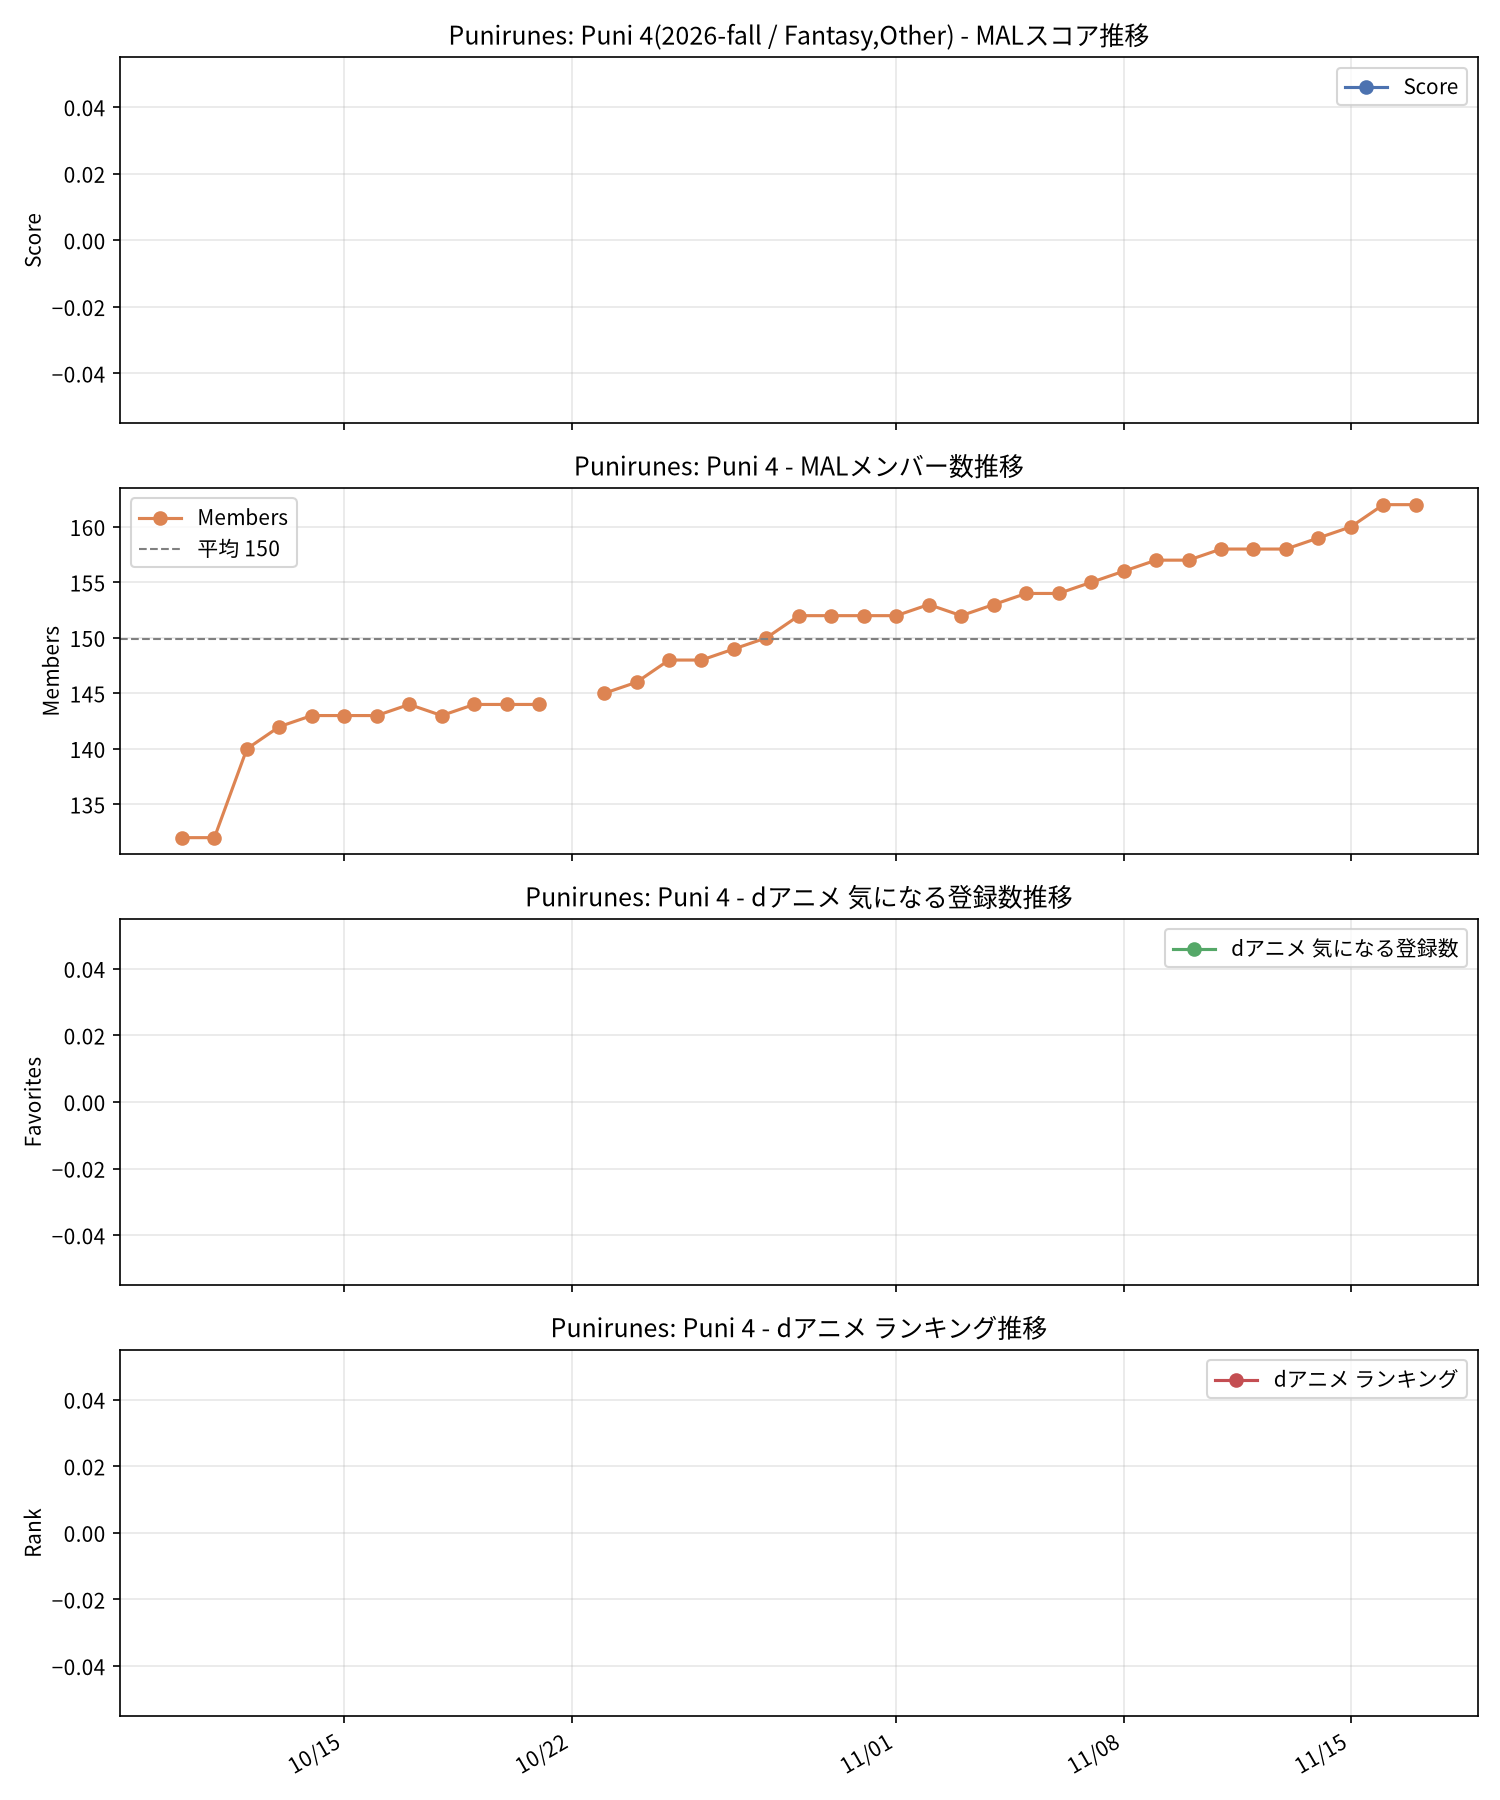 Punirunes: Puni 4(2026-fall / Fantasy,Other) - MALスコア推移
Score
0.04
0.02
0.00
−0.02
−0.04
Score
Punirunes: Puni 4 - MALメンバー数推移
Members
平均 150
160
155
150
145
140
135
Members
Punirunes: Puni 4 - dアニメ 気になる登録数推移
dアニメ 気になる登録数
0.04
0.02
0.00
−0.02
−0.04
Favorites
Punirunes: Puni 4 - dアニメ ランキング推移
dアニメ ランキング
0.04
0.02
0.00
−0.02
−0.04
Rank
10/15
10/22
11/01
11/08
11/15